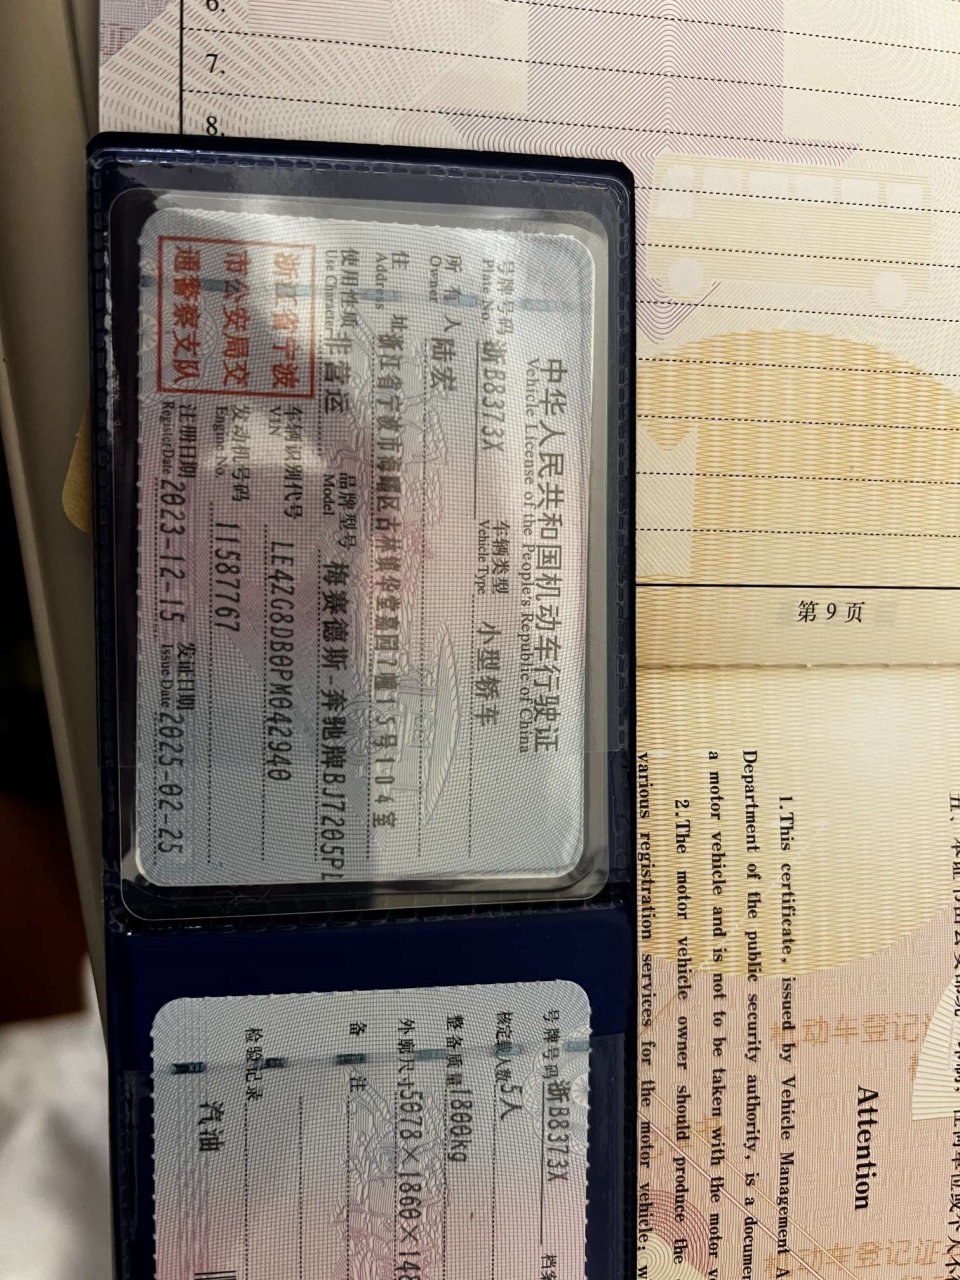 中华人民共和国机动车行驶证
Vehicle License of the People's Republic of China
号牌号码 浙B8373X 车辆类型 小型轿车
Plate No. Vehicle Type
所有人 陆宏
Owner
住址 浙江省宁波市海曙区古林镇华堂嘉园7幢15号104室
Address
使用性质 非营运 品牌型号 梅赛德斯-奔驰牌BJ7205P
Use Character Model
浙江省宁波
市公安局交
通警察支队
车辆识别代号 LE4ZG8DB0PM042940
VIN
发动机号码 11587767
Engine No.
注册日期 2023-12-15 发证日期 2025-02-25
Register Date Issue Date
号牌号码 浙B8373X 档案
核定载人数 5人
整备质量 1800kg
外廓尺寸 5078×1860×148
备注
检验记录
汽油
7.
8.
第 9 页
Attention
1.This certificate, issued by Vehicle Management A
Department of the public security authority, is a documen
a motor vehicle and is not to be taken with the motor v
2.The motor vehicle owner should produce the
various registration services for the motor vehicle; w